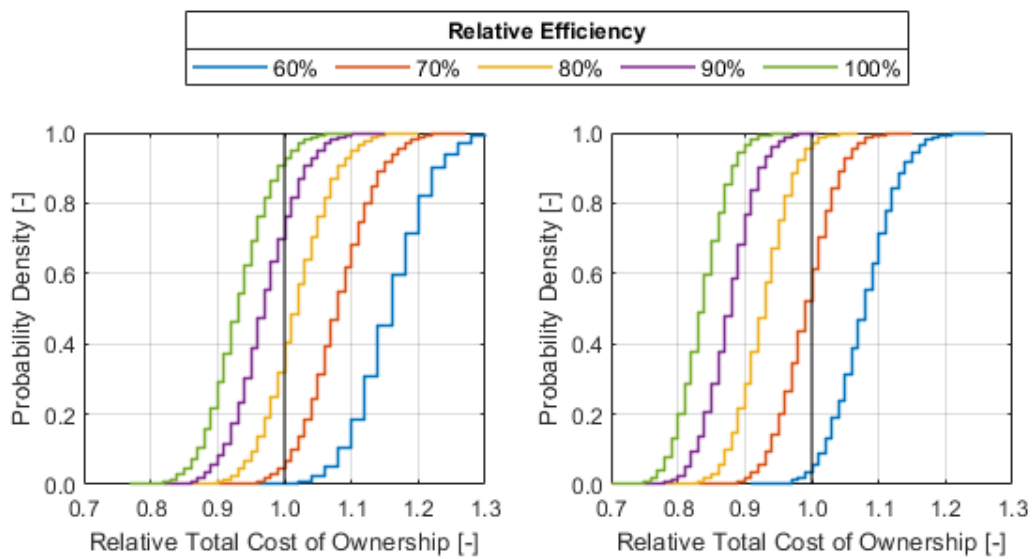 Relative Efficiency
60% 70% 80% 90% 100%
Probability Density [-]
1.0
0.8
0.6
0.4
0.2
0.0
0.7 0.8 0.9 1.0 1.1 1.2 1.3
Relative Total Cost of Ownership [-]
Probability Density [-]
1.0
0.8
0.6
0.4
0.2
0.0
0.7 0.8 0.9 1.0 1.1 1.2 1.3
Relative Total Cost of Ownership [-]